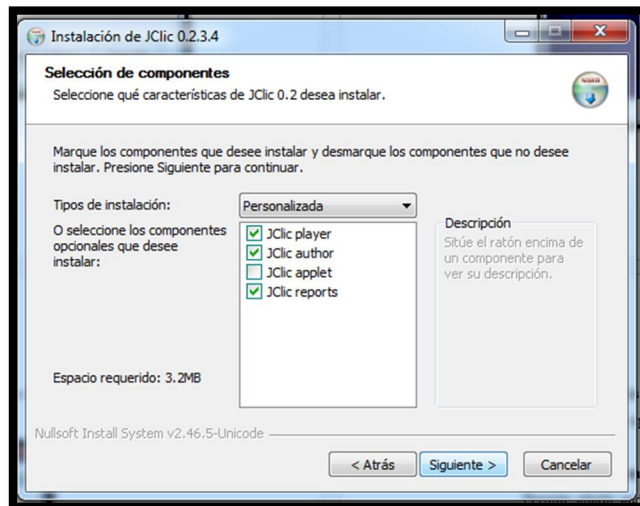 Instalación de JClic 0.2.3.4
Selección de componentes
Seleccione qué características de JClic 0.2 desea instalar.
Marque los componentes que desee instalar y desmarque los componentes que no desee
instalar. Presione Siguiente para continuar.
Tipos de instalación:
Personalizada
O seleccione los componentes
opcionales que desee
instalar:
JClic player
JClic author
JClic applet
JClic reports
Descripción
Sitúe el ratón encima de
un componente para
ver su descripción.
Espacio requerido: 3.2MB
Nullsoft Install System v2.46.5-Unicode
< Atrás
Siguiente >
Cancelar